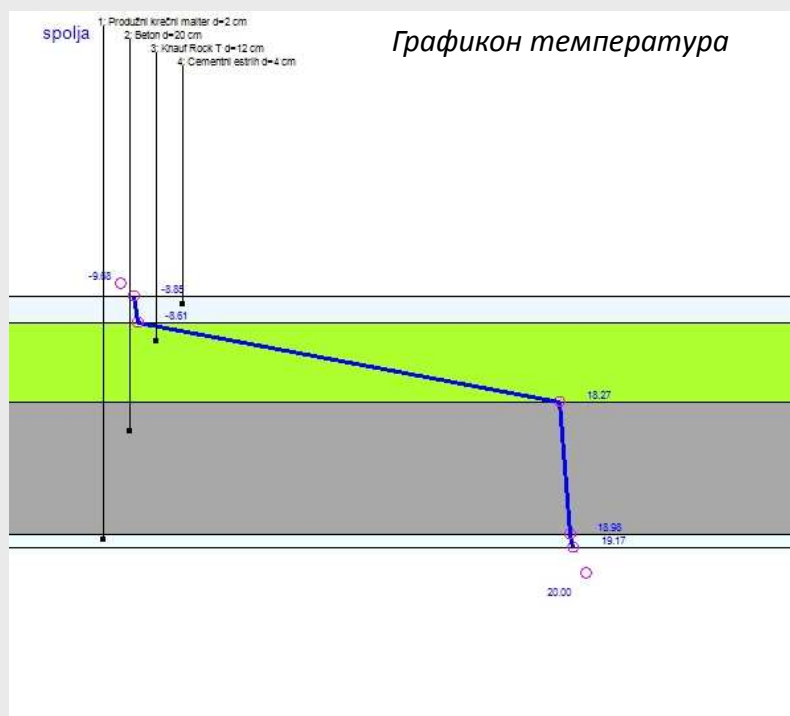 Графикон температура
spolja
1; Produžni krečni malter d=2 cm
2; Beton d=20 cm
3; Knauf Rock T d=12 cm
4; Cementni estrih d=4 cm
-9.68
-8.85
-8.61
18.27
18.98
19.17
20.00